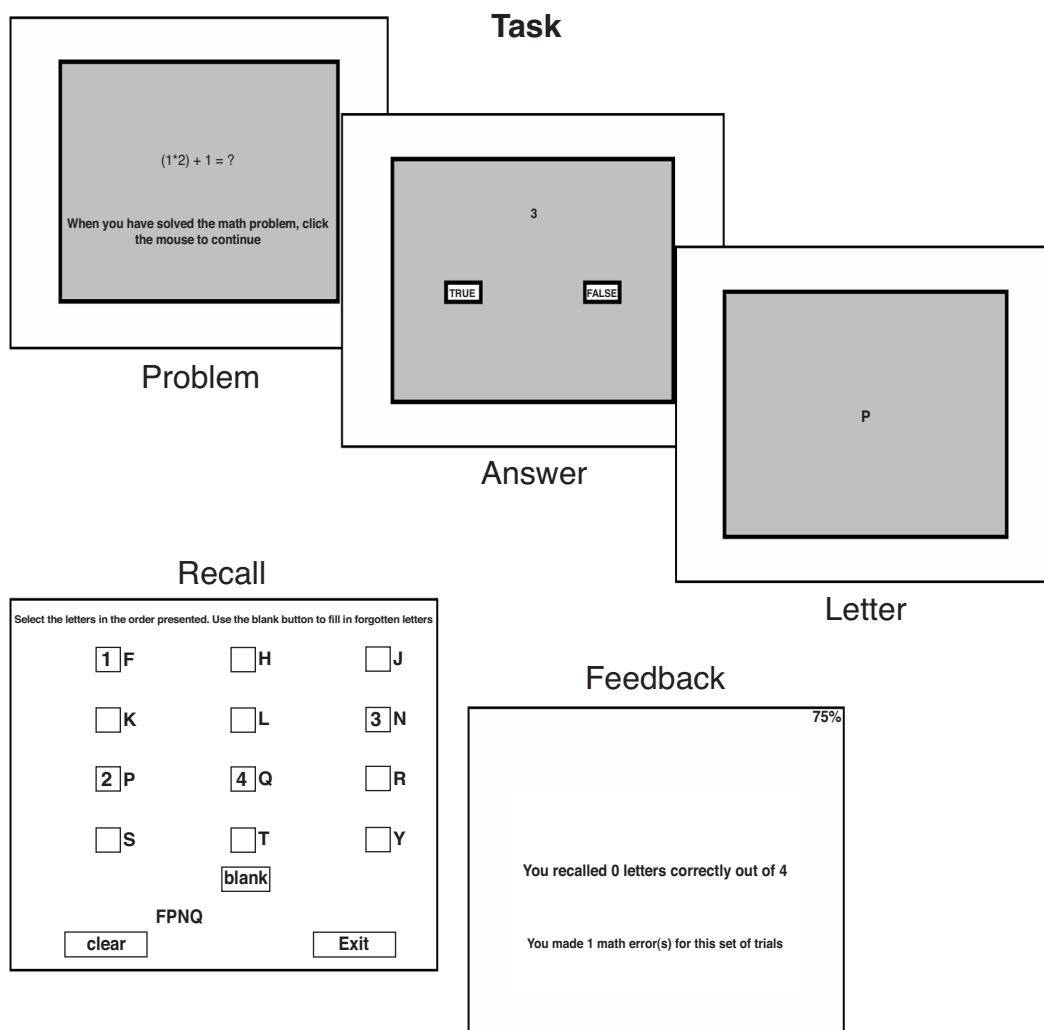 Task
(1*2) + 1 = ?
When you have solved the math problem, click
the mouse to continue
Problem
3
TRUE FALSE
Answer
P
Letter
Recall
Select the letters in the order presented. Use the blank button to fill in forgotten letters
1 F H J
K L 3 N
2 P 4 Q R
S T Y
blank
FPNQ
clear Exit
Feedback
75%
You recalled 0 letters correctly out of 4
You made 1 math error(s) for this set of trials